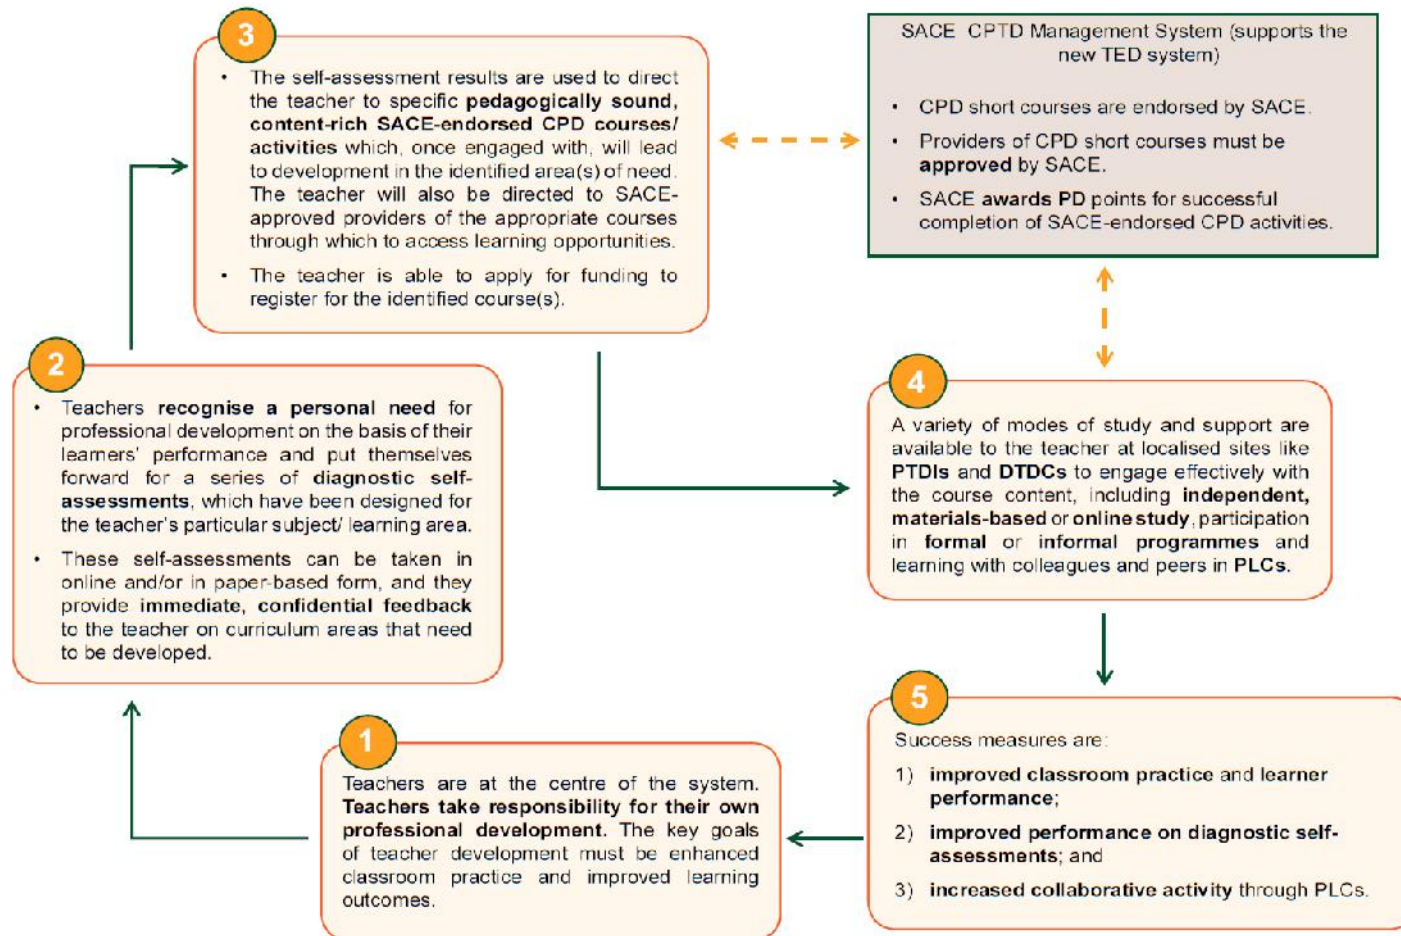 3
• The self-assessment results are used to direct
the teacher to specific pedagogically sound,
content-rich SACE-endorsed CPD courses/
activities which, once engaged with, will lead
to development in the identified area(s) of need.
The teacher will also be directed to SACE-
approved providers of the appropriate courses
through which to access learning opportunities.
• The teacher is able to apply for funding to
register for the identified course(s).
SACE CPTD Management System (supports the
new TED system)
• CPD short courses are endorsed by SACE.
• Providers of CPD short courses must be
approved by SACE.
• SACE awards PD points for successful
completion of SACE-endorsed CPD activities.
2
• Teachers recognise a personal need for
professional development on the basis of their
learners' performance and put themselves
forward for a series of diagnostic self-
assessments, which have been designed for
the teacher's particular subject/ learning area.
• These self-assessments can be taken in
online and/or in paper-based form, and they
provide immediate, confidential feedback
to the teacher on curriculum areas that need
to be developed.
4
A variety of modes of study and support are
available to the teacher at localised sites like
PTDIs and DTDCs to engage effectively with
the course content, including independent,
materials-based or online study, participation
in formal or informal programmes and
learning with colleagues and peers in PLCs.
1
Teachers are at the centre of the system.
Teachers take responsibility for their own
professional development. The key goals
of teacher development must be enhanced
classroom practice and improved learning
outcomes.
5
Success measures are:
1) improved classroom practice and learner
performance;
2) improved performance on diagnostic self-
assessments; and
3) increased collaborative activity through PLCs.